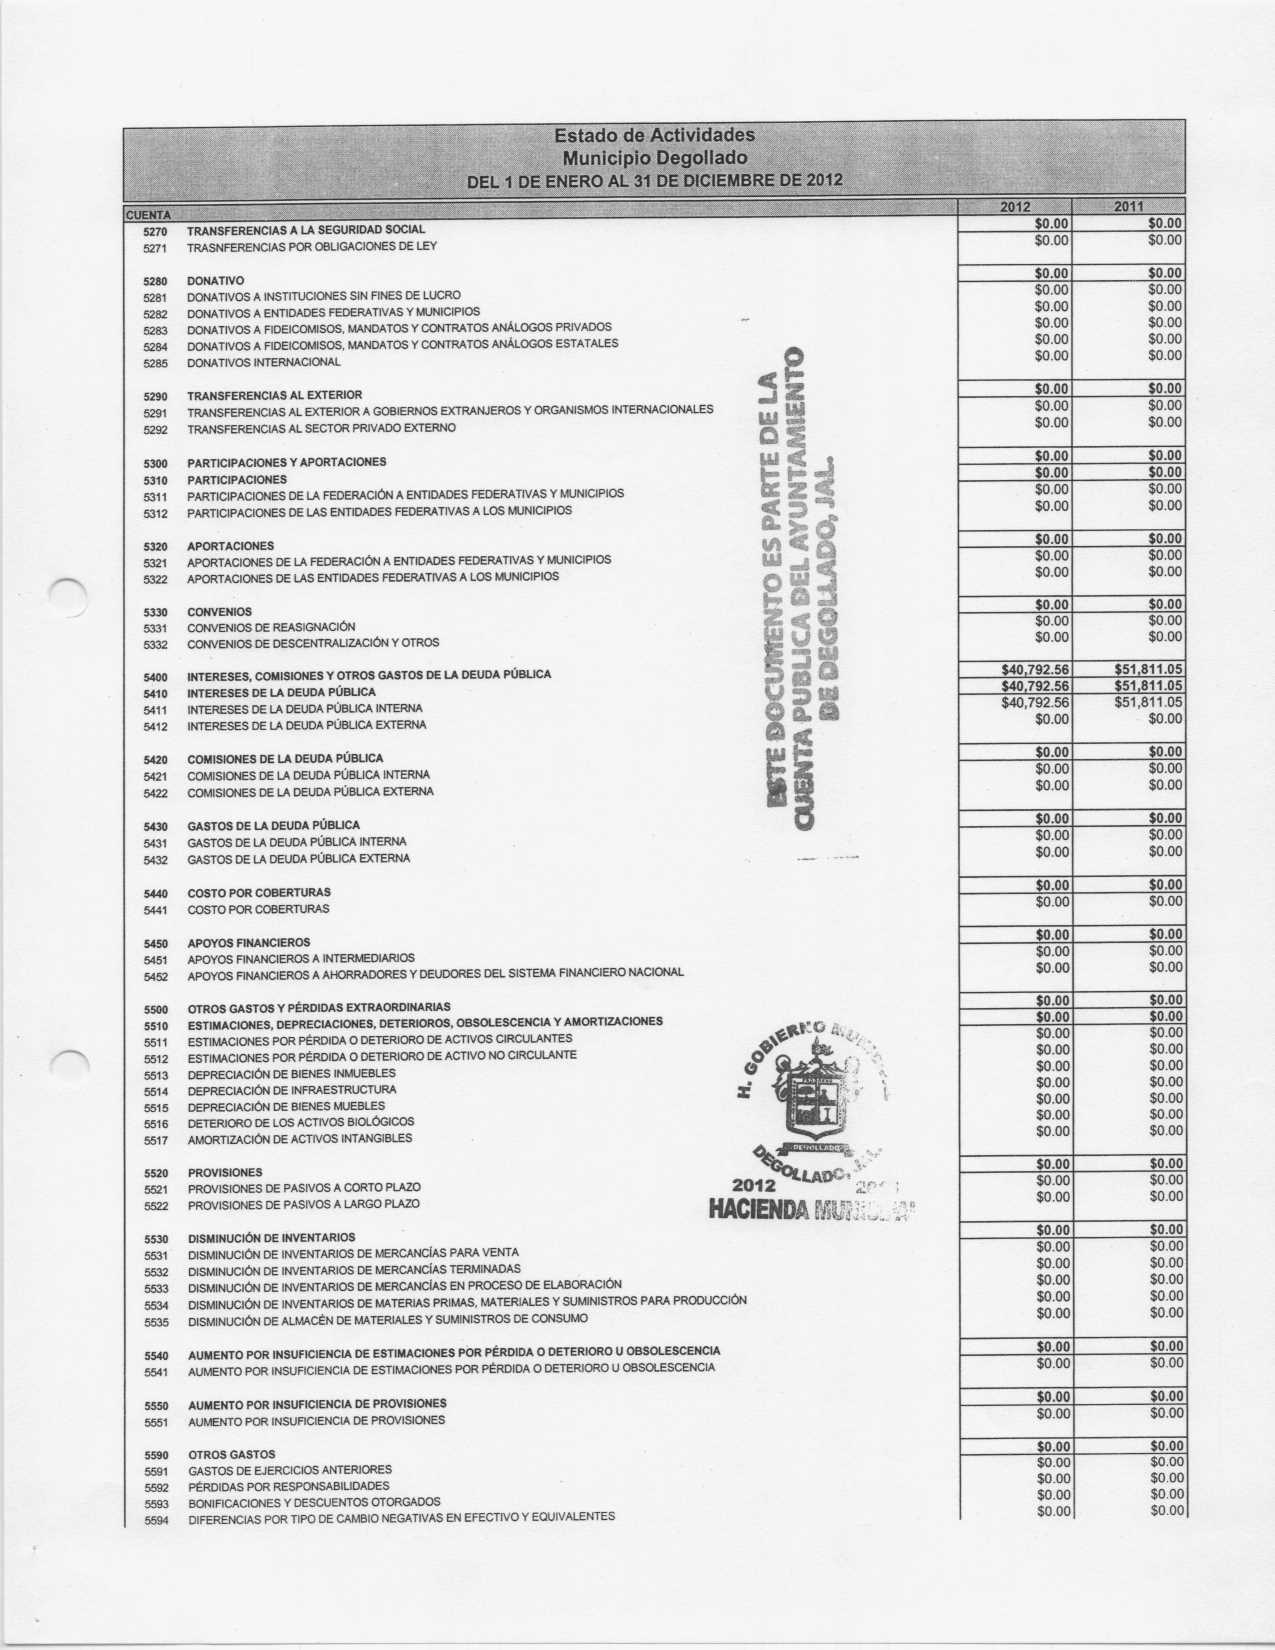 Estado de Actividades
Municipio Degollado
DEL 1 DE ENERO AL 31 DE DICIEMBRE DE 2012
CUENTA 2012 2011
5270 TRANSFERENCIAS A LA SEGURIDAD SOCIAL $0.00 $0.00
5271 TRASNFERENCIAS POR OBLIGACIONES DE LEY $0.00 $0.00
5280 DONATIVO $0.00 $0.00
5281 DONATIVOS A INSTITUCIONES SIN FINES DE LUCRO $0.00 $0.00
5282 DONATIVOS A ENTIDADES FEDERATIVAS Y MUNICIPIOS $0.00 $0.00
5283 DONATIVOS A FIDEICOMISOS, MANDATOS Y CONTRATOS ANÁLOGOS PRIVADOS $0.00 $0.00
5284 DONATIVOS A FIDEICOMISOS, MANDATOS Y CONTRATOS ANÁLOGOS ESTATALES $0.00 $0.00
5285 DONATIVOS INTERNACIONAL $0.00 $0.00
5290 TRANSFERENCIAS AL EXTERIOR $0.00 $0.00
5291 TRANSFERENCIAS AL EXTERIOR A GOBIERNOS EXTRANJEROS Y ORGANISMOS INTERNACIONALES $0.00 $0.00
5292 TRANSFERENCIAS AL SECTOR PRIVADO EXTERNO $0.00 $0.00
5300 PARTICIPACIONES Y APORTACIONES $0.00 $0.00
5310 PARTICIPACIONES $0.00 $0.00
5311 PARTICIPACIONES DE LA FEDERACIÓN A ENTIDADES FEDERATIVAS Y MUNICIPIOS $0.00 $0.00
5312 PARTICIPACIONES DE LAS ENTIDADES FEDERATIVAS A LOS MUNICIPIOS $0.00 $0.00
5320 APORTACIONES $0.00 $0.00
5321 APORTACIONES DE LA FEDERACIÓN A ENTIDADES FEDERATIVAS Y MUNICIPIOS $0.00 $0.00
5322 APORTACIONES DE LAS ENTIDADES FEDERATIVAS A LOS MUNICIPIOS $0.00 $0.00
5330 CONVENIOS $0.00 $0.00
5331 CONVENIOS DE REASIGNACIÓN $0.00 $0.00
5332 CONVENIOS DE DESCENTRALIZACIÓN Y OTROS $0.00 $0.00
5400 INTERESES, COMISIONES Y OTROS GASTOS DE LA DEUDA PÚBLICA $40,792.56 $51,811.05
5410 INTERESES DE LA DEUDA PÚBLICA $40,792.56 $51,811.05
5411 INTERESES DE LA DEUDA PÚBLICA INTERNA $40,792.56 $51,811.05
5412 INTERESES DE LA DEUDA PÚBLICA EXTERNA $0.00 $0.00
5420 COMISIONES DE LA DEUDA PÚBLICA $0.00 $0.00
5421 COMISIONES DE LA DEUDA PÚBLICA INTERNA $0.00 $0.00
5422 COMISIONES DE LA DEUDA PÚBLICA EXTERNA $0.00 $0.00
5430 GASTOS DE LA DEUDA PÚBLICA $0.00 $0.00
5431 GASTOS DE LA DEUDA PÚBLICA INTERNA $0.00 $0.00
5432 GASTOS DE LA DEUDA PÚBLICA EXTERNA $0.00 $0.00
5440 COSTO POR COBERTURAS $0.00 $0.00
5441 COSTO POR COBERTURAS $0.00 $0.00
5450 APOYOS FINANCIEROS $0.00 $0.00
5451 APOYOS FINANCIEROS A INTERMEDIARIOS $0.00 $0.00
5452 APOYOS FINANCIEROS A AHORRADORES Y DEUDORES DEL SISTEMA FINANCIERO NACIONAL $0.00 $0.00
5500 OTROS GASTOS Y PÉRDIDAS EXTRAORDINARIAS $0.00 $0.00
5510 ESTIMACIONES, DEPRECIACIONES, DETERIOROS, OBSOLESCENCIA Y AMORTIZACIONES $0.00 $0.00
5511 ESTIMACIONES POR PÉRDIDA O DETERIORO DE ACTIVOS CIRCULANTES $0.00 $0.00
5512 ESTIMACIONES POR PÉRDIDA O DETERIORO DE ACTIVO NO CIRCULANTE $0.00 $0.00
5513 DEPRECIACIÓN DE BIENES INMUEBLES $0.00 $0.00
5514 DEPRECIACIÓN DE INFRAESTRUCTURA $0.00 $0.00
5515 DEPRECIACIÓN DE BIENES MUEBLES $0.00 $0.00
5516 DETERIORO DE LOS ACTIVOS BIOLÓGICOS $0.00 $0.00
5517 AMORTIZACIÓN DE ACTIVOS INTANGIBLES $0.00 $0.00
5520 PROVISIONES $0.00 $0.00
5521 PROVISIONES DE PASIVOS A CORTO PLAZO $0.00 $0.00
5522 PROVISIONES DE PASIVOS A LARGO PLAZO $0.00 $0.00
5530 DISMINUCIÓN DE INVENTARIOS $0.00 $0.00
5531 DISMINUCIÓN DE INVENTARIOS DE MERCANCÍAS PARA VENTA $0.00 $0.00
5532 DISMINUCIÓN DE INVENTARIOS DE MERCANCÍAS TERMINADAS $0.00 $0.00
5533 DISMINUCIÓN DE INVENTARIOS DE MERCANCÍAS EN PROCESO DE ELABORACIÓN $0.00 $0.00
5534 DISMINUCIÓN DE INVENTARIOS DE MATERIAS PRIMAS, MATERIALES Y SUMINISTROS PARA PRODUCCIÓN $0.00 $0.00
5535 DISMINUCIÓN DE ALMACÉN DE MATERIALES Y SUMINISTROS DE CONSUMO $0.00 $0.00
5540 AUMENTO POR INSUFICIENCIA DE ESTIMACIONES POR PÉRDIDA O DETERIORO U OBSOLESCENCIA $0.00 $0.00
5541 AUMENTO POR INSUFICIENCIA DE ESTIMACIONES POR PÉRDIDA O DETERIORO U OBSOLESCENCIA $0.00 $0.00
5550 AUMENTO POR INSUFICIENCIA DE PROVISIONES $0.00 $0.00
5551 AUMENTO POR INSUFICIENCIA DE PROVISIONES $0.00 $0.00
5590 OTROS GASTOS $0.00 $0.00
5591 GASTOS DE EJERCICIOS ANTERIORES $0.00 $0.00
5592 PÉRDIDAS POR RESPONSABILIDADES $0.00 $0.00
5593 BONIFICACIONES Y DESCUENTOS OTORGADOS $0.00 $0.00
5594 DIFERENCIAS POR TIPO DE CAMBIO NEGATIVAS EN EFECTIVO Y EQUIVALENTES $0.00 $0.00
ESTE DOCUMENTO ES PARTE DE LA
CUENTA PUBLICA DEL AYUNTAMIENTO
DE DEGOLLADO, JAL.
H. GOBIERNO
DEGOLLADO
DEGOLLADO, JAL.
2012
HACIENDA